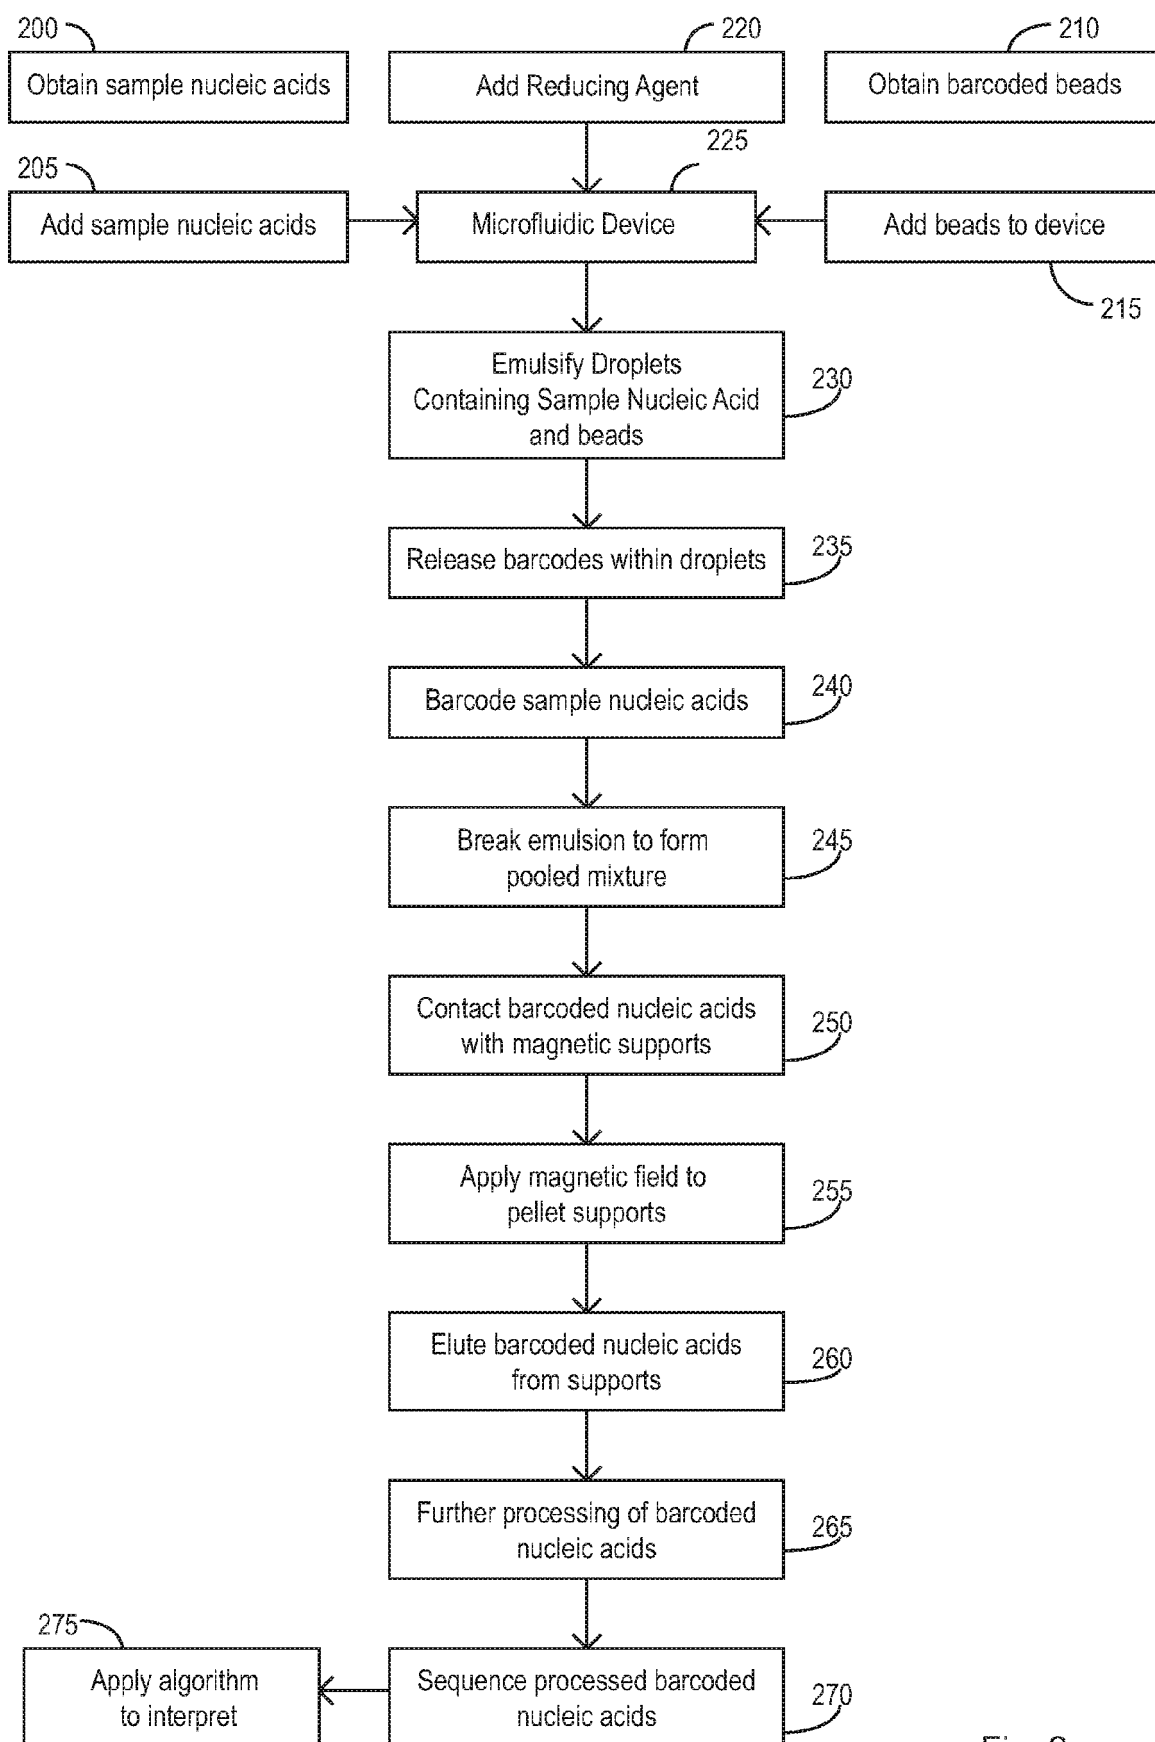 200
220
210
Obtain sample nucleic acids
Add Reducing Agent
Obtain barcoded beads
205
225
Add sample nucleic acids
Microfluidic Device
Add beads to device
215
Emulsify Droplets
Containing Sample Nucleic Acid
and beads
230
Release barcodes within droplets
235
Barcode sample nucleic acids
240
Break emulsion to form
pooled mixture
245
Contact barcoded nucleic acids
with magnetic supports
250
Apply magnetic field to
pellet supports
255
Elute barcoded nucleic acids
from supports
260
Further processing of barcoded
nucleic acids
265
275
Apply algorithm
to interpret
Sequence processed barcoded
nucleic acids
270